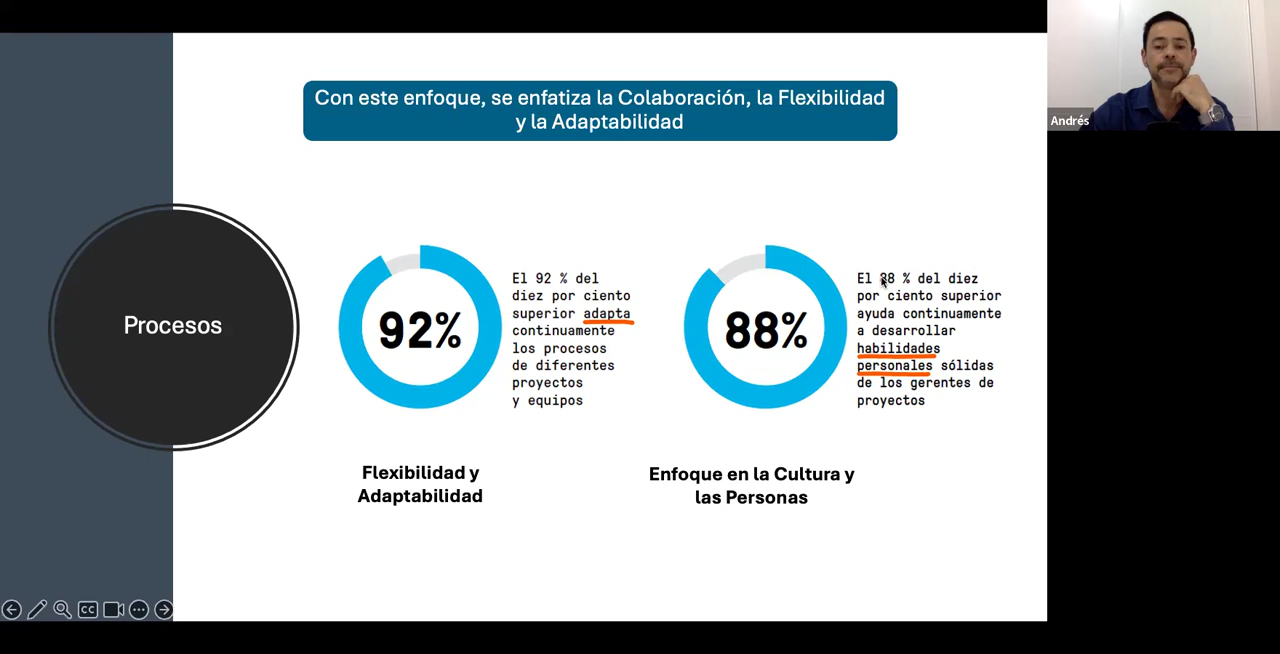 Con este enfoque, se enfatiza la Colaboración, la Flexibilidad
y la Adaptabilidad
Andrés
Procesos
92%
El 92 % del
diez por ciento
superior adapta
continuamente
los procesos
de diferentes
proyectos
y equipos
88%
El 88 % del diez
por ciento superior
ayuda continuamente
a desarrollar
habilidades
personales sólidas
de los gerentes de
proyectos
Flexibilidad y
Adaptabilidad
Enfoque en la Cultura y
las Personas
CC